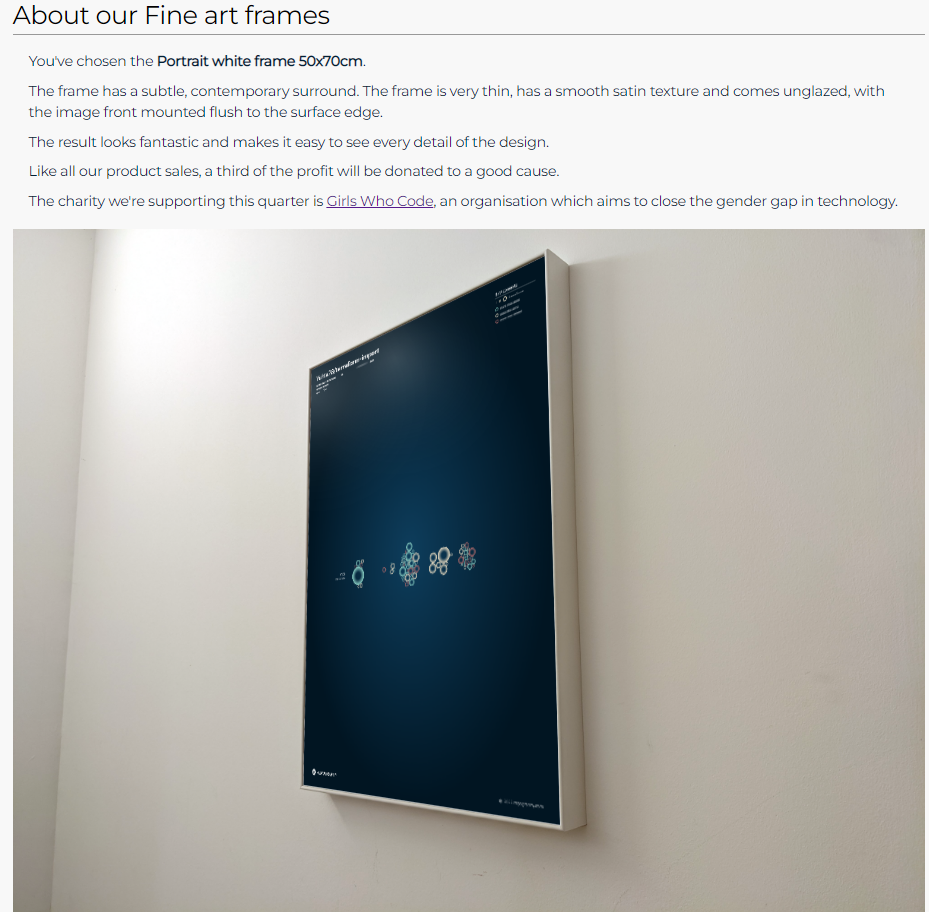 About our Fine art frames
You've chosen the Portrait white frame 50x70cm.
The frame has a subtle, contemporary surround. The frame is very thin, has a smooth satin texture and comes unglazed, with
the image front mounted flush to the surface edge.
The result looks fantastic and makes it easy to see every detail of the design.
Like all our product sales, a third of the profit will be donated to a good cause.
The charity we're supporting this quarter is Girls Who Code, an organisation which aims to close the gender gap in technology.